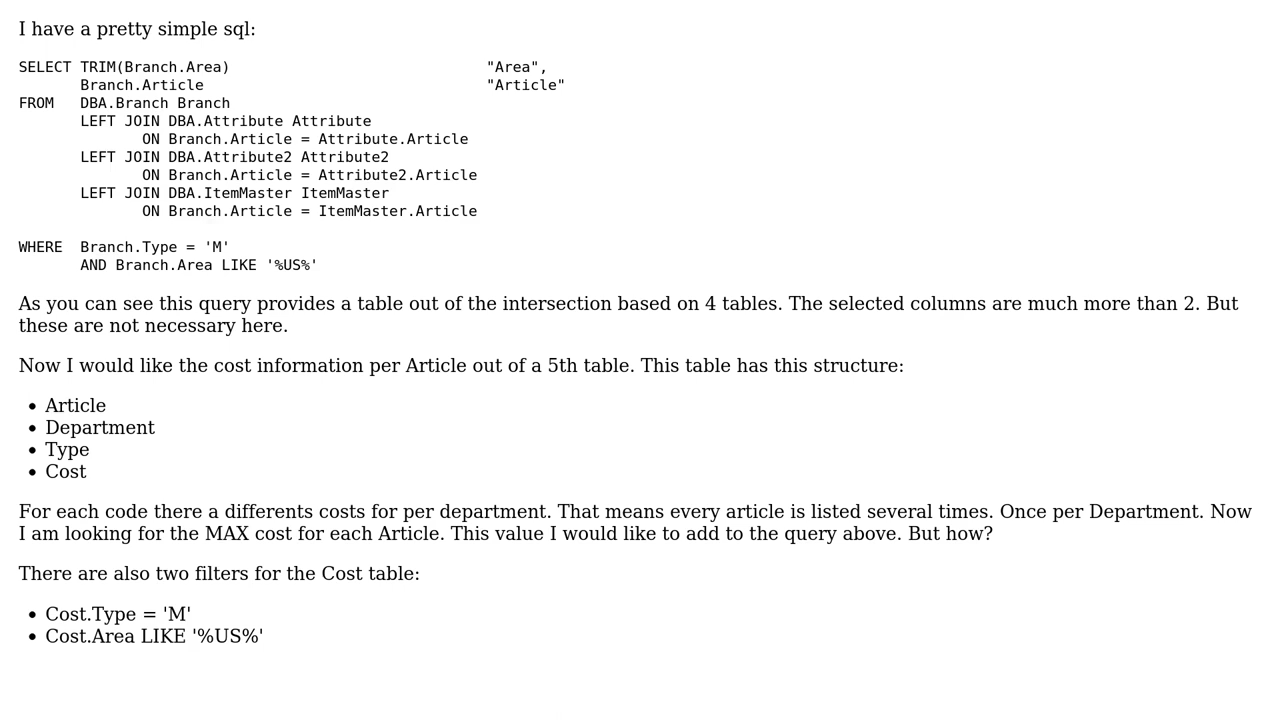 I have a pretty simple sql:
SELECT TRIM(Branch.Area)                             "Area",
       Branch.Article                                "Article"
FROM   DBA.Branch Branch
       LEFT JOIN DBA.Attribute Attribute
              ON Branch.Article = Attribute.Article
       LEFT JOIN DBA.Attribute2 Attribute2
              ON Branch.Article = Attribute2.Article
       LEFT JOIN DBA.ItemMaster ItemMaster
              ON Branch.Article = ItemMaster.Article
WHERE  Branch.Type = 'M'
       AND Branch.Area LIKE '%US%'
As you can see this query provides a table out of the intersection based on 4 tables. The selected columns are much more than 2. But
these are not necessary here.
Now I would like the cost information per Article out of a 5th table. This table has this structure:
• Article
• Department
• Type
• Cost
For each code there a differents costs for per department. That means every article is listed several times. Once per Department. Now
I am looking for the MAX cost for each Article. This value I would like to add to the query above. But how?
There are also two filters for the Cost table:
• Cost.Type = 'M'
• Cost.Area LIKE '%US%'